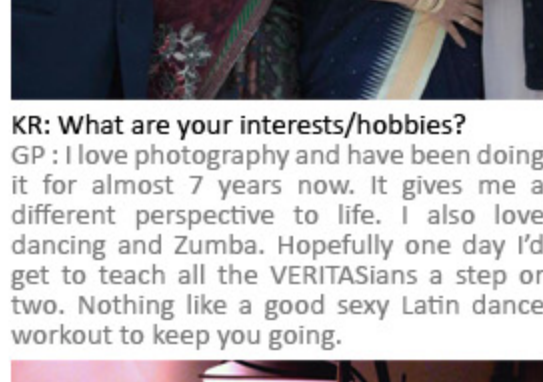 KR: What are your interests/hobbies?
GP : I love photography and have been doing
it for almost 7 years now. It gives me a
different perspective to life. I also love
dancing and Zumba. Hopefully one day I'd
get to teach all the VERITASians a step or
two. Nothing like a good sexy Latin dance
workout to keep you going.